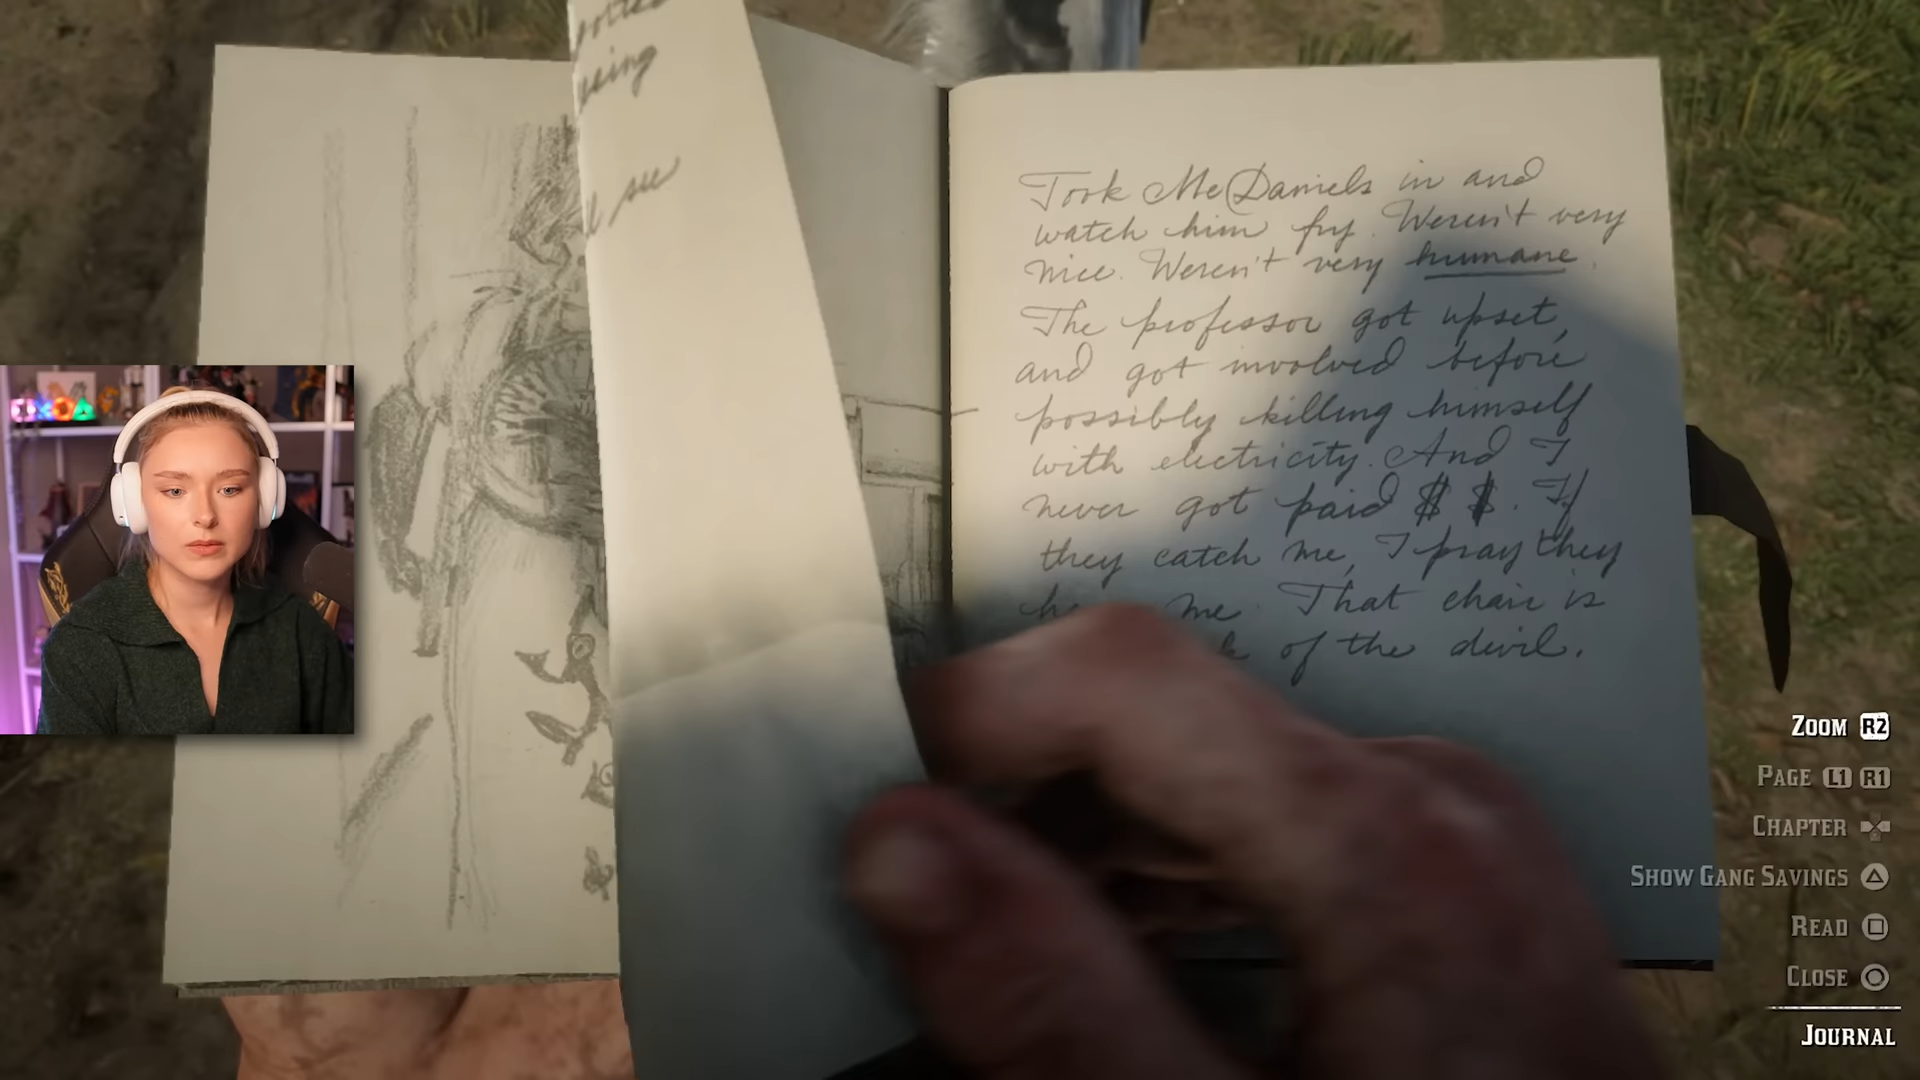 eing
see
Took McDaniels in and
watch him fry. Weren't very
nice. Weren't very humane.
The professor got upset,
and got involved before
possibly killing himself
with electricity. And I
never got paid $ $. If
they catch me, I pray they
me. That chair is
of the devil.
ZOOM R2
PAGE L1 R1
CHAPTER
SHOW GANG SAVINGS
READ
CLOSE
JOURNAL